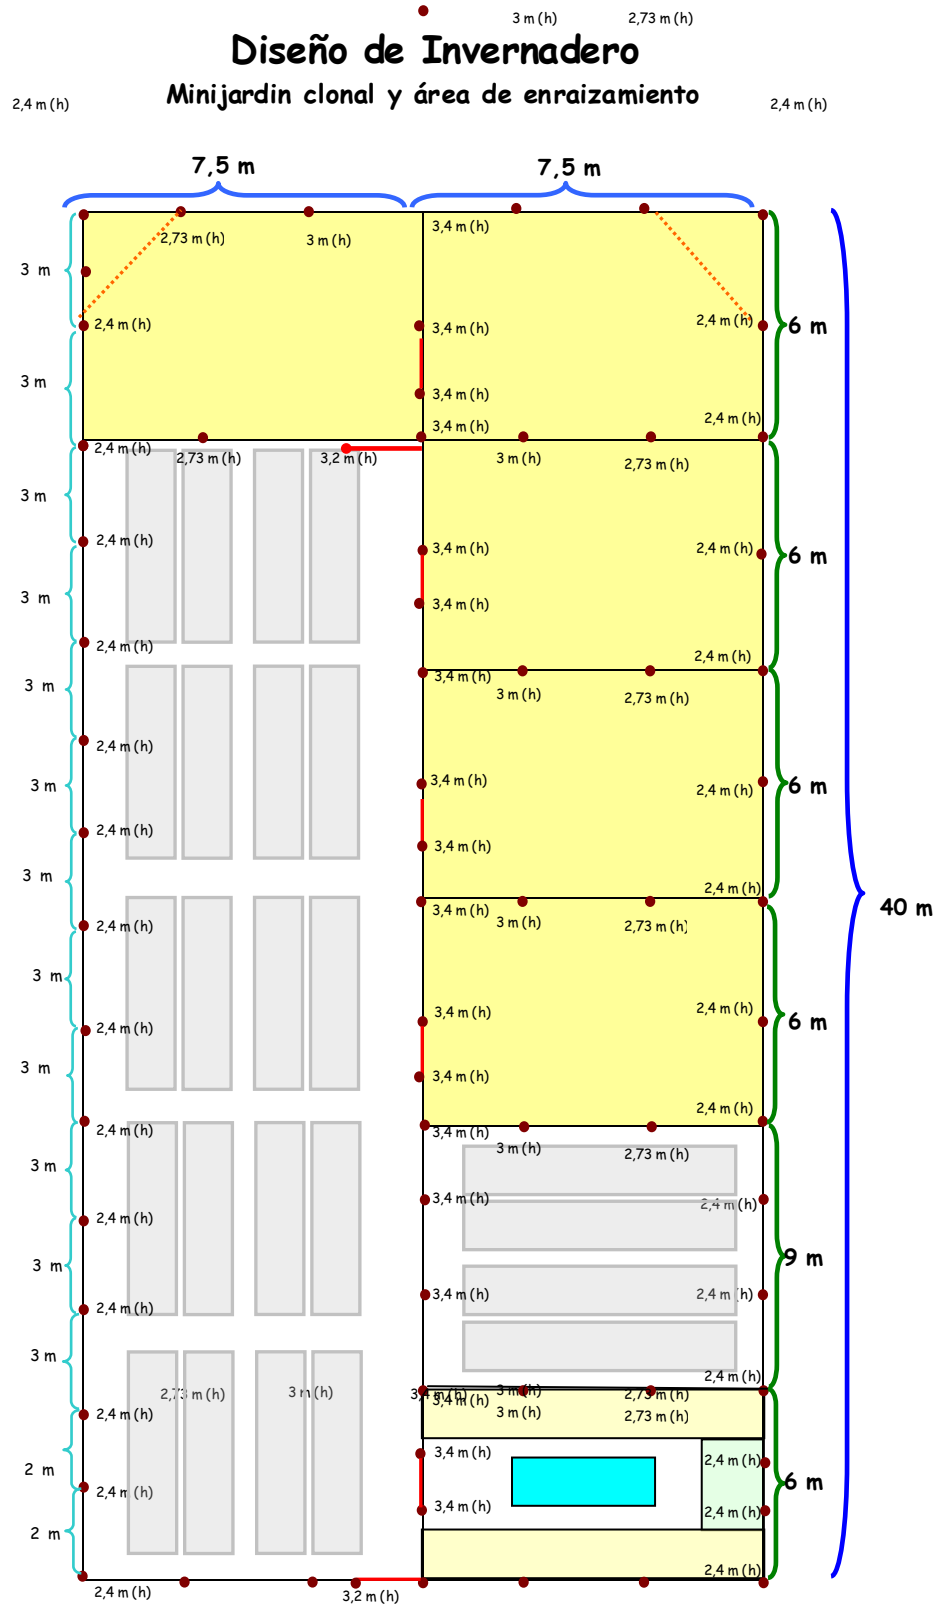 3 m (h) 2,73 m (h)
Diseño de Invernadero
Minijardin clonal y área de enraizamiento
2,4 m (h) 2,4 m (h)
7,5 m 7,5 m
3,4 m (h)
2,73 m (h) 3 m (h)
3 m
2,4 m (h) 3,4 m (h) 2,4 m (h) 6 m
3 m
3,4 m (h)
3,4 m (h) 2,4 m (h)
2,4 m (h)
2,73 m (h) 3,2 m (h) 3 m (h) 2,73 m (h)
3 m
2,4 m (h) 3,4 m (h) 2,4 m (h) 6 m
3 m
3,4 m (h)
2,4 m (h) 2,4 m (h)
3,4 m (h)
3 m 3 m (h) 2,73 m (h)
2,4 m (h)
3 m 3,4 m (h) 2,4 m (h) 6 m
2,4 m (h) 3,4 m (h)
3 m 2,4 m (h)
3,4 m (h) 40 m
2,4 m (h) 3 m (h) 2,73 m (h)
3 m
2,4 m (h) 3,4 m (h) 2,4 m (h) 6 m
3 m 3,4 m (h)
2,4 m (h)
2,4 m (h) 3,4 m (h)
3 m (h) 2,73 m (h)
3 m
3,4 m (h) 2,4 m (h)
2,4 m (h)
3 m 9 m
2,4 m (h) 3,4 m (h) 2,4 m (h)
3 m
2,4 m (h)
2,73 m (h) 3 m (h) 3,4 m (h) 3 m (h) 2,73 m (h)
3,4 m (h)
2,4 m (h) 3 m (h) 2,73 m (h)
3,4 m (h) 2,4 m (h)
2 m 6 m
2,4 m (h) 3,4 m (h) 2,4 m (h)
2 m
2,4 m (h)
2,4 m (h) 3,2 m (h)